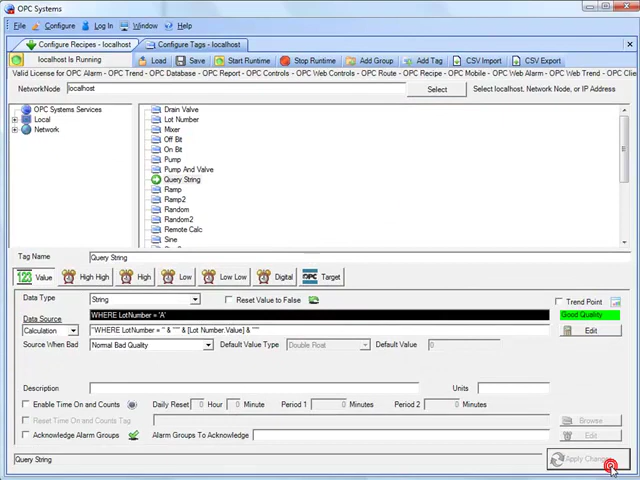 OPC Systems
File Configure Log In Window Help
Configure Recipes - localhost Configure Tags - localhost
localhost Is Running Load Save Start Runtime Stop Runtime Add Group Add Tag CSV Import CSV Export
Valid License for OPC Alarm - OPC Trend - OPC Database - OPC Report - OPC Controls - OPC Web Controls - OPC Route - OPC Recipe - OPC Mobile - OPC Web Alarm - OPC Web Trend - OPC Clie
NetworkNode localhost Select Select localhost, Network Node, or IP Address
OPC Systems Services
Local
Network
Drain Valve
Lot Number
Mixer
Off Bit
On Bit
Pump
Pump And Valve
Query String
Ramp
Ramp2
Random
Random2
Remote Calc
Sine
Tag Name Query String
Value High High High Low Low Low Digital OPC Target
Data Type String Reset Value to False Trend Point
Data Source WHERE LotNumber = 'A' Good Quality
Calculation "WHERE LotNumber = " & "'" & [Lot Number.Value] & "'" Edit
Source When Bad Normal Bad Quality Default Value Type Double Float Default Value 0
Description Units
Enable Time On and Counts Daily Reset 0 Hour 0 Minute Period 1 0 Minutes Period 2 0 Minutes
Reset Time On and Counts Tag Browse
Acknowledge Alarm Groups Alarm Groups To Acknowledge Edit
Query String Apply Changes